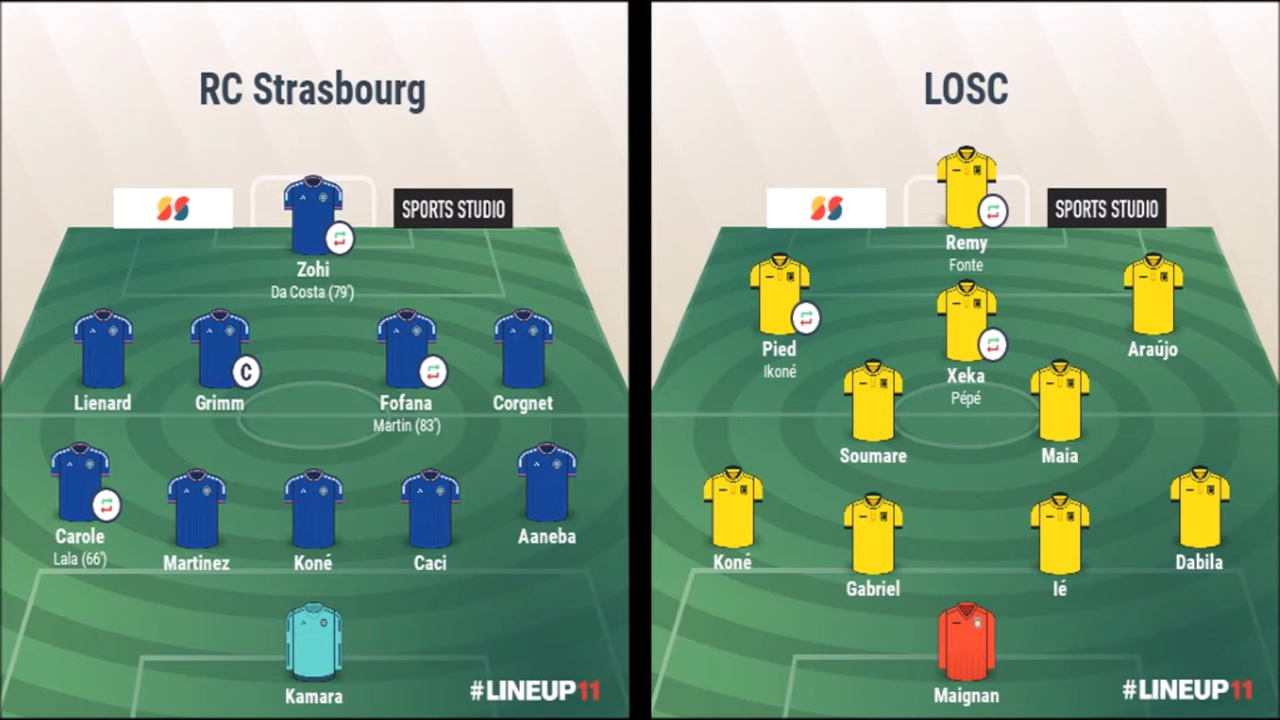 RC Strasbourg
SPORTS STUDIO
Zohi
Da Costa (79')
Lienard
Grimm
C
Fofana
Martin (83')
Corgnet
Carole
Lala (66')
Martinez
Koné
Caci
Aaneba
Kamara
#LINEUP11
LOSC
SPORTS STUDIO
Remy
Fonte
Pied
Ikoné
Xeka
Pépé
Araújo
Soumare
Maia
Koné
Gabriel
Ié
Dabila
Maignan
#LINEUP11